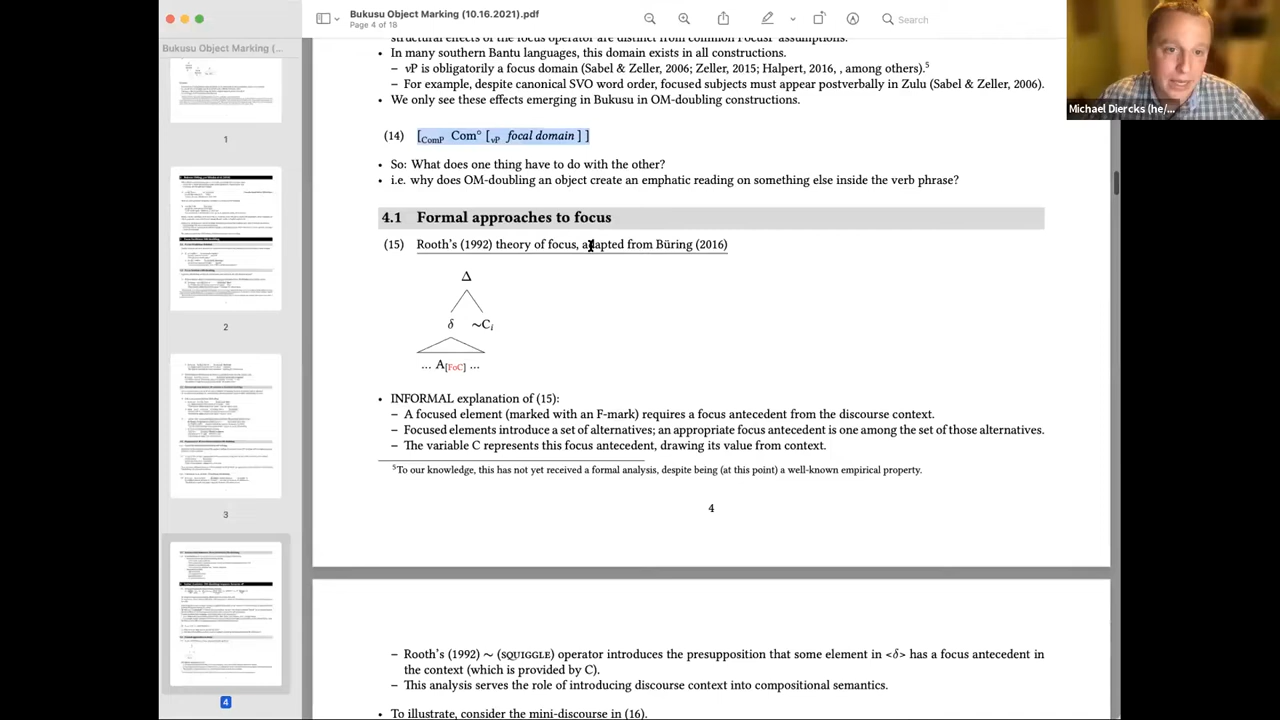 Bukusu Object Marking (10.16.2021).pdf
Page 4 of 18
Search
Bukusu Object Marking (...
1
2
3
4
Michael Diercks (he/...
structural effects of the focus operator are distinct from common Focus° assumptions.
• In many southern Bantu languages, this domain exists in all constructions.
– vP is obligatorily a focus domain (Sabel & Zeller, 2006; Zeller, 2015; Halpert, 2016, , among others).5
– For example, despite canonical SVO word order, focused subjects must appear postverbally in Zulu (Sabel & Zeller, 2006).
• We only see these effects emerging in Bukusu in OM-doubling constructions.
(14) [ComP Com° [vP focal domain ] ]
• So: What does one thing have to do with the other?
• i.e. why does OM-doubling an object create a pragmatic reading on something else inside the verb phrase?
4.1 Formal approaches to focus
(15) Rooth (1992) theory of focus, adapted from Büring (2016)
Δ
δ ~Ci
... A[FoC] ...
• INFORMAL explanation of (13):
– A focused element (marked with an F-mark) requires a focus antecedent from the discourse context.
– Focused elements introduce a set of alternatives: an appropriate focus antecedent is one among the set of those alternatives.
– The variable C represents this focus antecedent, drawing its value from context.
5To our knowledge, this has not yet received a formal analysis, despite being (at this point) a well-known empirical property.
4
– Rooth's (1992) ~ (SQUIGGLE) operator introduces the presupposition that some element in <δ> has a focus antecedent in
the context (which is provided by C).
– This analysis serves the role of introducing discourse context into compositional semantics.
• To illustrate, consider the mini-discourse in (16).